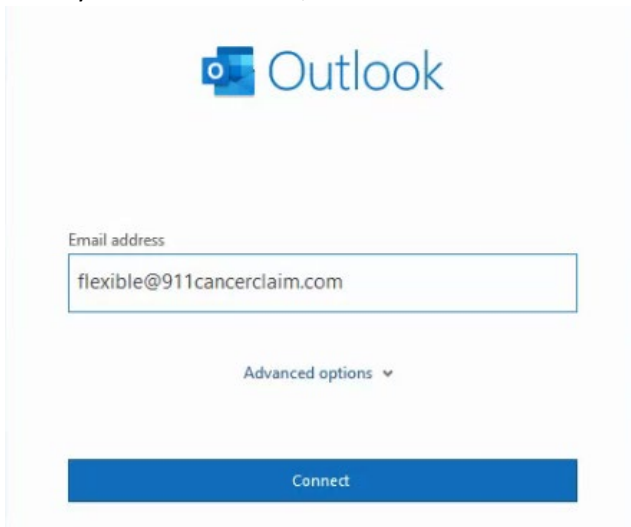 Outlook
Email address
flexible@911cancerclaim.com
Advanced options
Connect